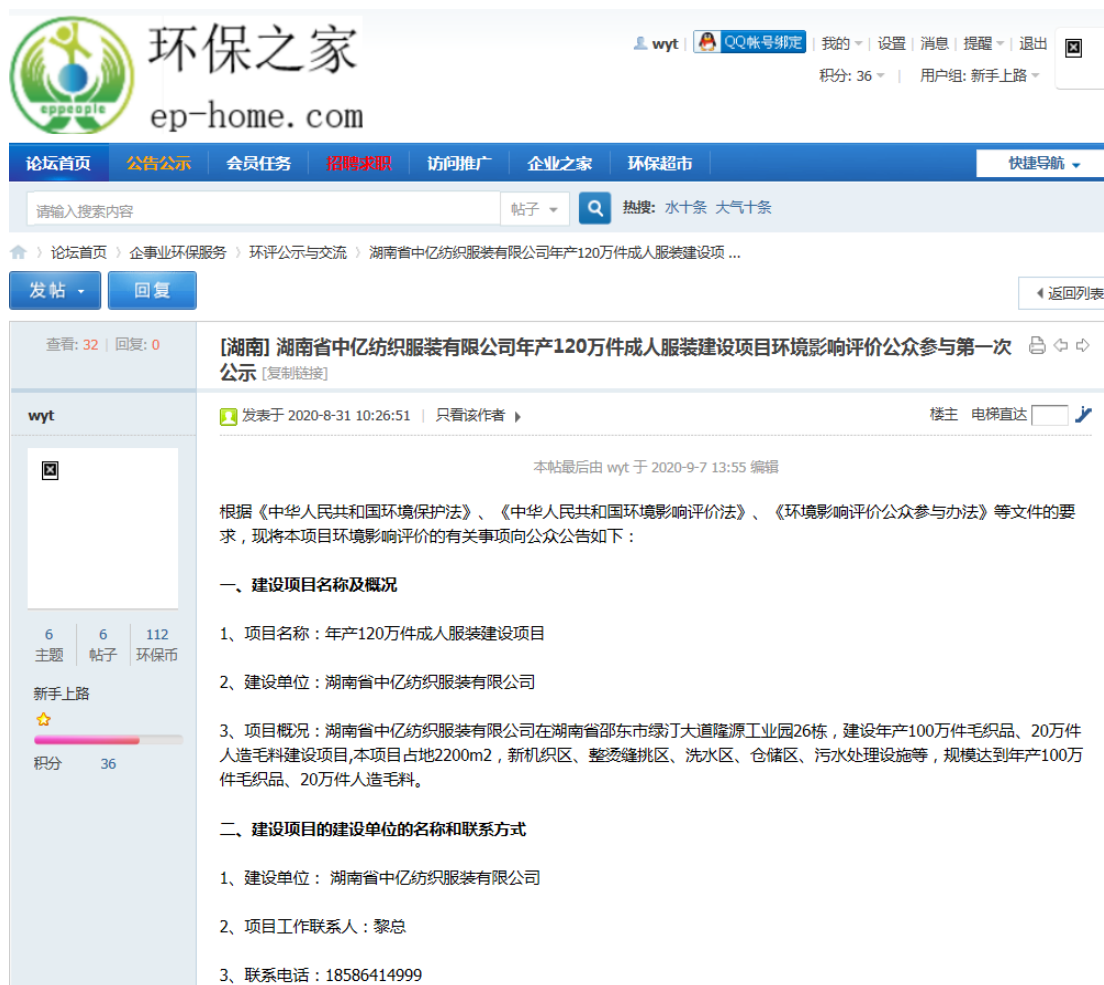 环保之家
eppeople
ep-home.com
wyt | QQ帐号绑定 | 我的 | 设置 | 消息 | 提醒 | 退出
积分: 36 | 用户组: 新手上路
论坛首页 公告公示 会员任务 招聘求职 访问推广 企业之家 环保超市 快捷导航
请输入搜索内容 帖子 热搜: 水十条 大气十条
论坛首页 〉 企事业环保服务 〉 环评公示与交流 〉 湖南省中亿纺织服装有限公司年产120万件成人服装建设项 ...
发帖 回复 返回列表
查看: 32 | 回复: 0
[湖南] 湖南省中亿纺织服装有限公司年产120万件成人服装建设项目环境影响评价公众参与第一次
公示 [复制链接]
wyt
发表于 2020-8-31 10:26:51 | 只看该作者 楼主 电梯直达
本帖最后由 wyt 于 2020-9-7 13:55 编辑
根据《中华人民共和国环境保护法》、《中华人民共和国环境影响评价法》、《环境影响评价公众参与办法》等文件的要
求，现将本项目环境影响评价的有关事项向公众公告如下：
一、建设项目名称及概况
6 6 112
主题 帖子 环保币
新手上路
积分 36
1、项目名称：年产120万件成人服装建设项目
2、建设单位：湖南省中亿纺织服装有限公司
3、项目概况：湖南省中亿纺织服装有限公司在湖南省邵东市绿汀大道隆源工业园26栋，建设年产100万件毛织品、20万件
人造毛料建设项目,本项目占地2200m2，新机织区、整烫缝挑区、洗水区、仓储区、污水处理设施等，规模达到年产100万
件毛织品、20万件人造毛料。
二、建设项目的建设单位的名称和联系方式
1、建设单位： 湖南省中亿纺织服装有限公司
2、项目工作联系人：黎总
3、联系电话：18586414999